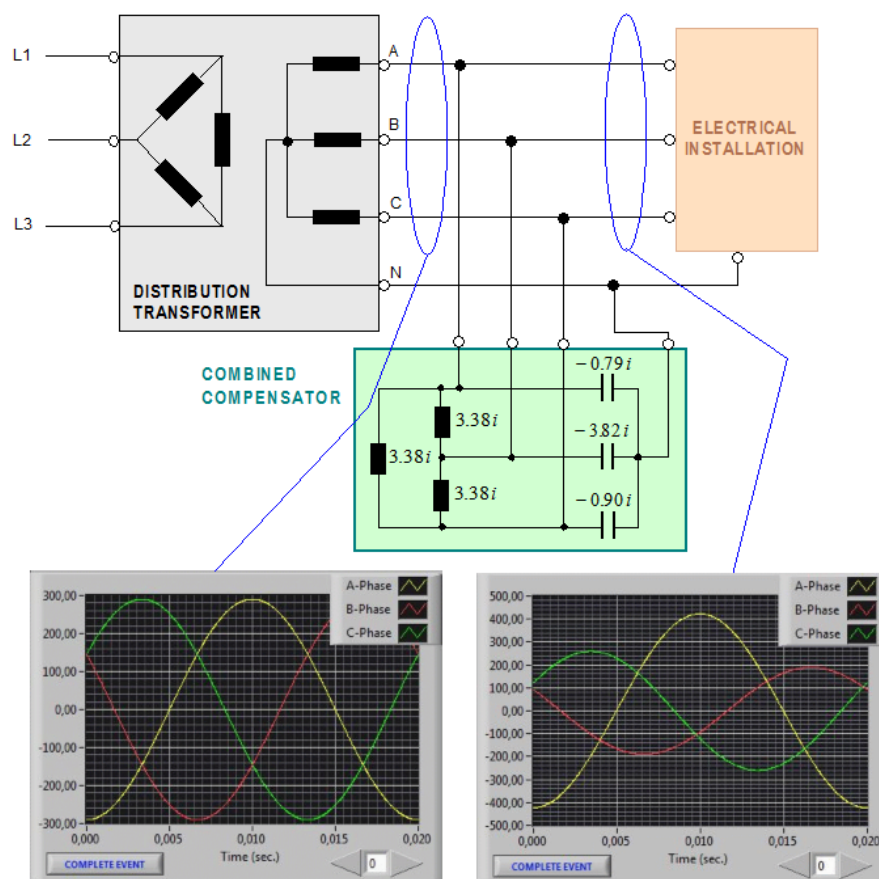 L1
L2
L3
A
B
C
N
DISTRIBUTION
TRANSFORMER
ELECTRICAL
INSTALLATION
COMBINED
COMPENSATOR
− 0.79i
3.38i
− 3.82i
3.38i
3.38i
− 0.90i
A-Phase
B-Phase
C-Phase
300,00
200,00
100,00
0,00
-100,00
-200,00
-300,00
0,000
0,005
0,010
0,015
0,020
Time (sec.)
COMPLETE EVENT
0
A-Phase
B-Phase
C-Phase
500,00
400,00
300,00
200,00
100,00
0,00
-100,00
-200,00
-300,00
-400,00
-500,00
0,000
0,005
0,010
0,015
0,020
Time (sec.)
COMPLETE EVENT
0